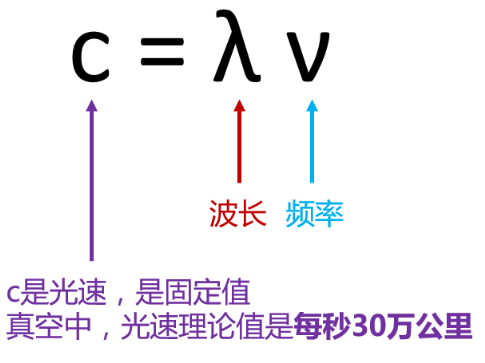 c = λ ν
波长 频率
c是光速，是固定值
真空中，光速理论值是每秒30万公里